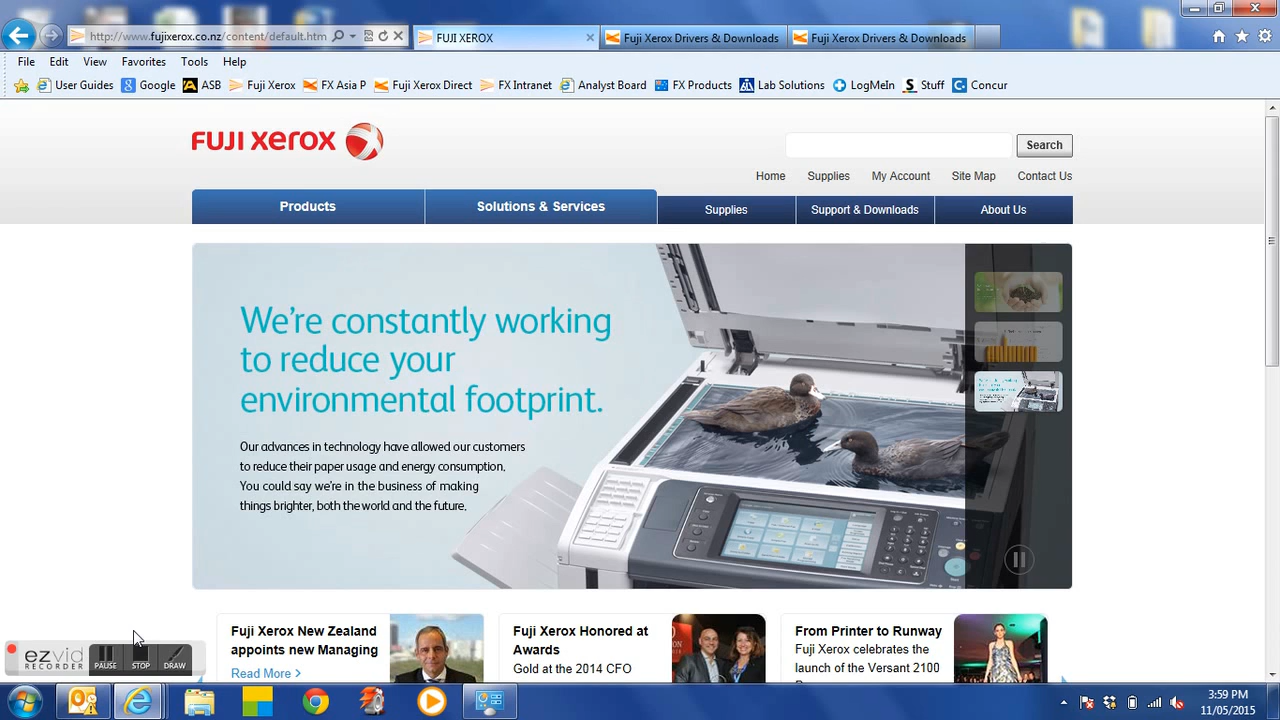 http://www.fujixerox.co.nz/content/default.htm
FUJI XEROX
Fuji Xerox Drivers & Downloads
Fuji Xerox Drivers & Downloads
File Edit View Favorites Tools Help
User Guides Google ASB Fuji Xerox FX Asia P Fuji Xerox Direct FX Intranet Analyst Board FX Products Lab Solutions LogMeIn Stuff Concur
FUJI xerox
Search
Home Supplies My Account Site Map Contact Us
Products Solutions & Services Supplies Support & Downloads About Us
We're constantly working
to reduce your
environmental footprint.
Our advances in technology have allowed our customers
to reduce their paper usage and energy consumption.
You could say we're in the business of making
things brighter, both the world and the future.
Fuji Xerox New Zealand
appoints new Managing
Read More >
Fuji Xerox Honored at
Awards
Gold at the 2014 CFO
From Printer to Runway
Fuji Xerox celebrates the
launch of the Versant 2100
ezvid
RECORDER
PAUSE STOP DRAW
3:59 PM
11/05/2015